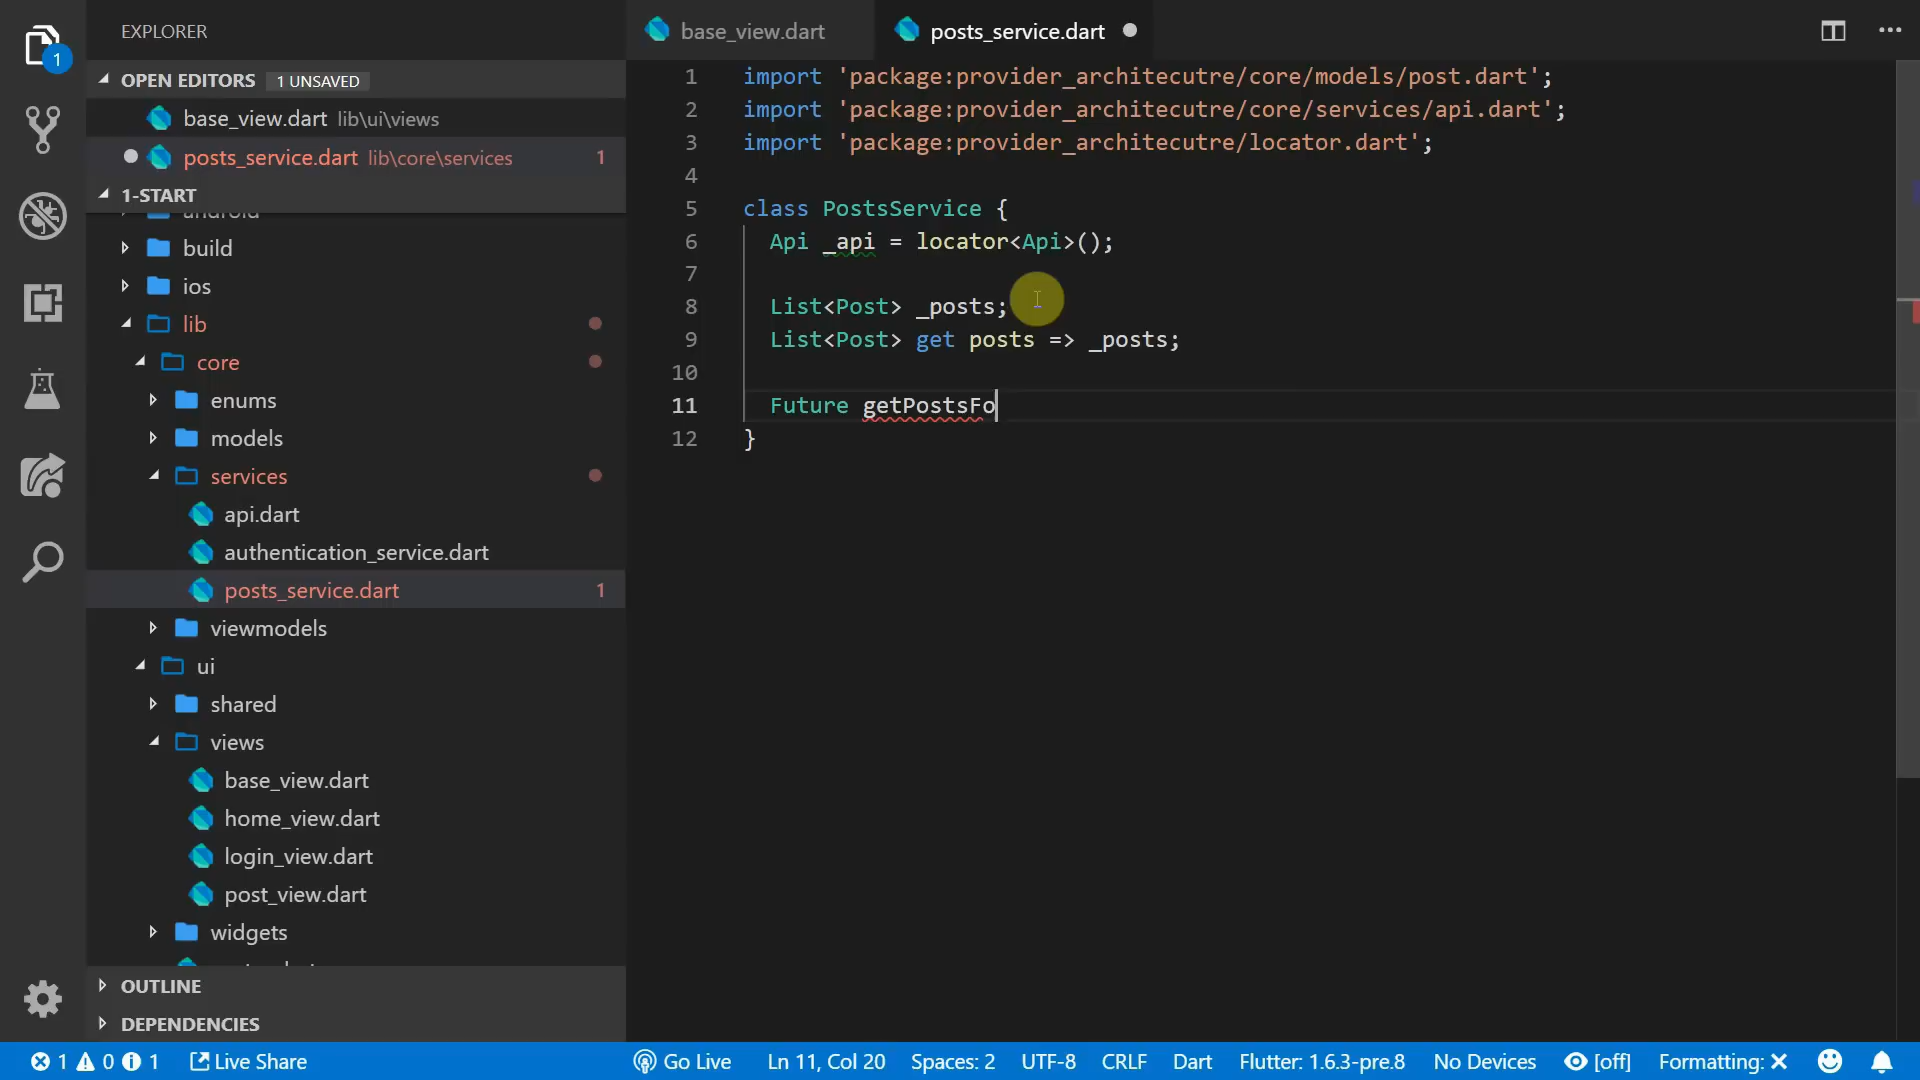 EXPLORER
OPEN EDITORS 1 UNSAVED
base_view.dart lib\ui\views
posts_service.dart lib\core\services 1
1-START
android
build
ios
lib
core
enums
models
services
api.dart
authentication_service.dart
posts_service.dart 1
viewmodels
ui
shared
views
base_view.dart
home_view.dart
login_view.dart
post_view.dart
widgets
OUTLINE
DEPENDENCIES
1
base_view.dart posts_service.dart
1 import 'package:provider_architecutre/core/models/post.dart';
2 import 'package:provider_architecutre/core/services/api.dart';
3 import 'package:provider_architecutre/locator.dart';
4
5 class PostsService {
6 Api _api = locator<Api>();
7
8 List<Post> _posts;
9 List<Post> get posts => _posts;
10
11 Future getPostsFo
12 }
1 0 1 Live Share Go Live Ln 11, Col 20 Spaces: 2 UTF-8 CRLF Dart Flutter: 1.6.3-pre.8 No Devices [off] Formatting: ✕